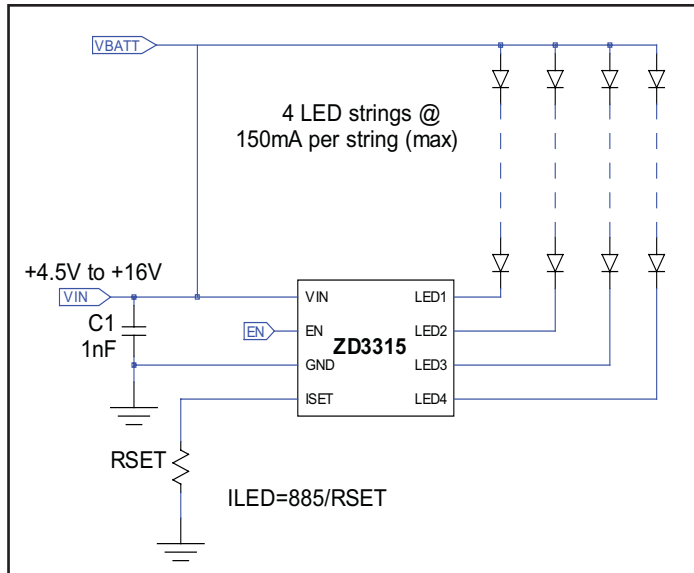 VBATT
4 LED strings @
150mA per string (max)
+4.5V to +16V
VIN
C1
1nF
EN
VIN
EN
GND
ISET
ZD3315
LED1
LED2
LED3
LED4
RSET
ILED=885/RSET